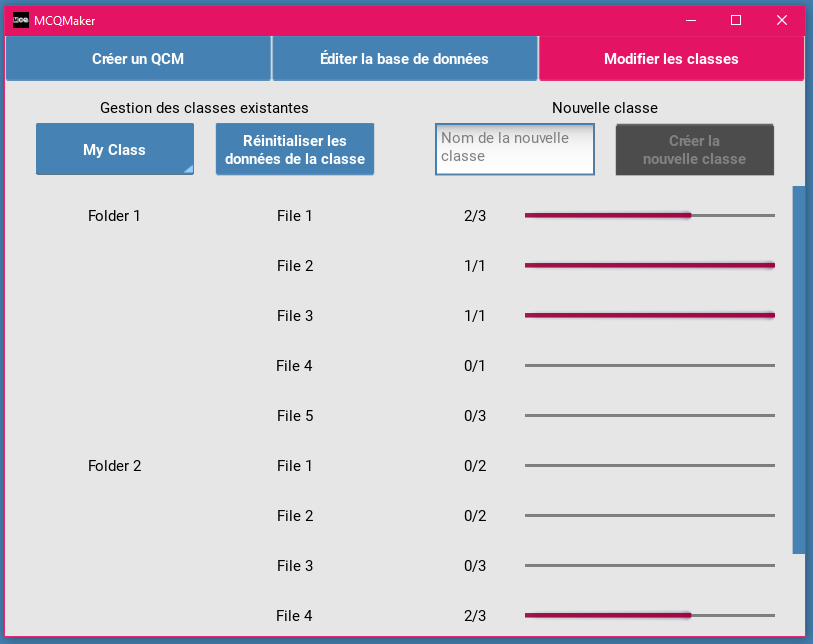 MCQ MCQMaker
Créer un QCM
Éditer la base de données
Modifier les classes
Gestion des classes existantes
Nouvelle classe
My Class
Réinitialiser les
données de la classe
Nom de la nouvelle
classe
Créer la
nouvelle classe
Folder 1 File 1 2/3
File 2 1/1
File 3 1/1
File 4 0/1
File 5 0/3
Folder 2 File 1 0/2
File 2 0/2
File 3 0/3
File 4 2/3